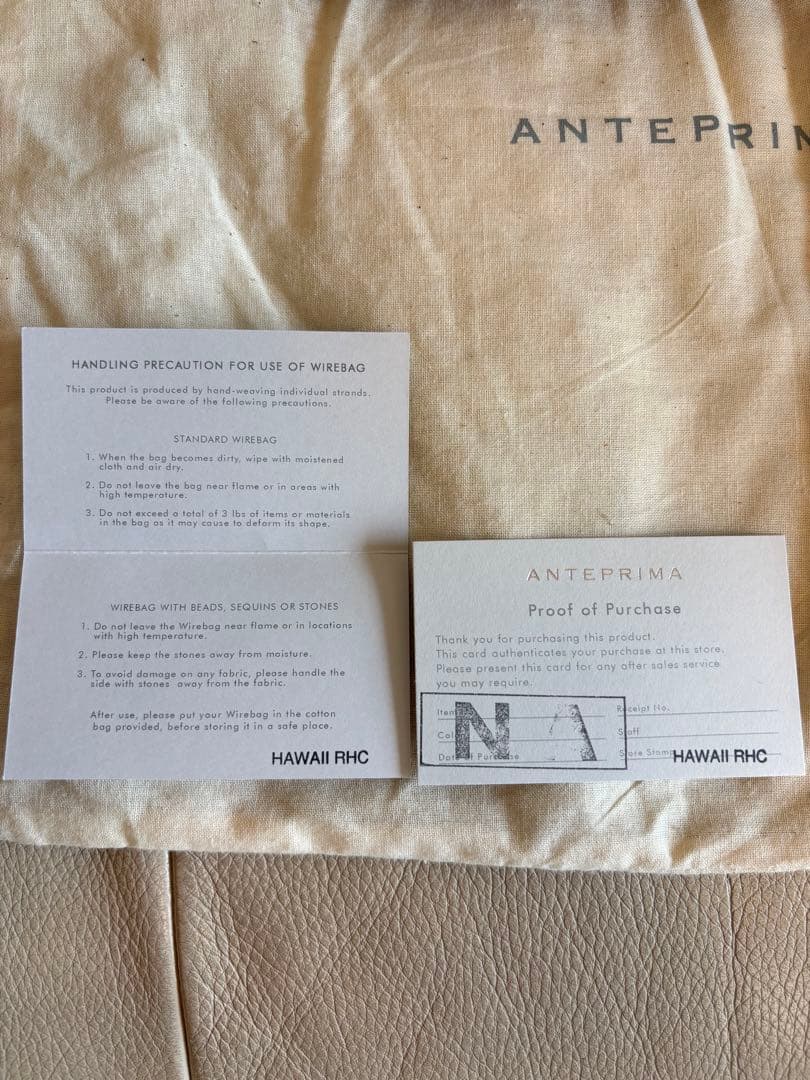 ANTEPRIM
HANDLING PRECAUTION FOR USE OF WIREBAG
This product is produced by hand-weaving individual strands.
Please be aware of the following precautions.
STANDARD WIREBAG
1. When the bag becomes dirty, wipe with moistened
cloth and air dry.
2. Do not leave the bag near flame or in areas with
high temperature.
3. Do not exceed a total of 3 lbs of items or materials
in the bag as it may cause to deform its shape.
WIREBAG WITH BEADS, SEQUINS OR STONES
1. Do not leave the Wirebag near flame or in locations
with high temperature.
2. Please keep the stones away from moisture.
3. To avoid damage on any fabric, please handle the
side with stones away from the fabric.
After use, please put your Wirebag in the cotton
bag provided, before storing it in a safe place.
HAWAII RHC
ANTEPRIMA
Proof of Purchase
Thank you for purchasing this product.
This card authenticates your purchase at this store.
Please present this card for any after sales service
you may require.
Item
Receipt No.
N A
Staff
Date of Purchase
Store Stamp
HAWAII RHC